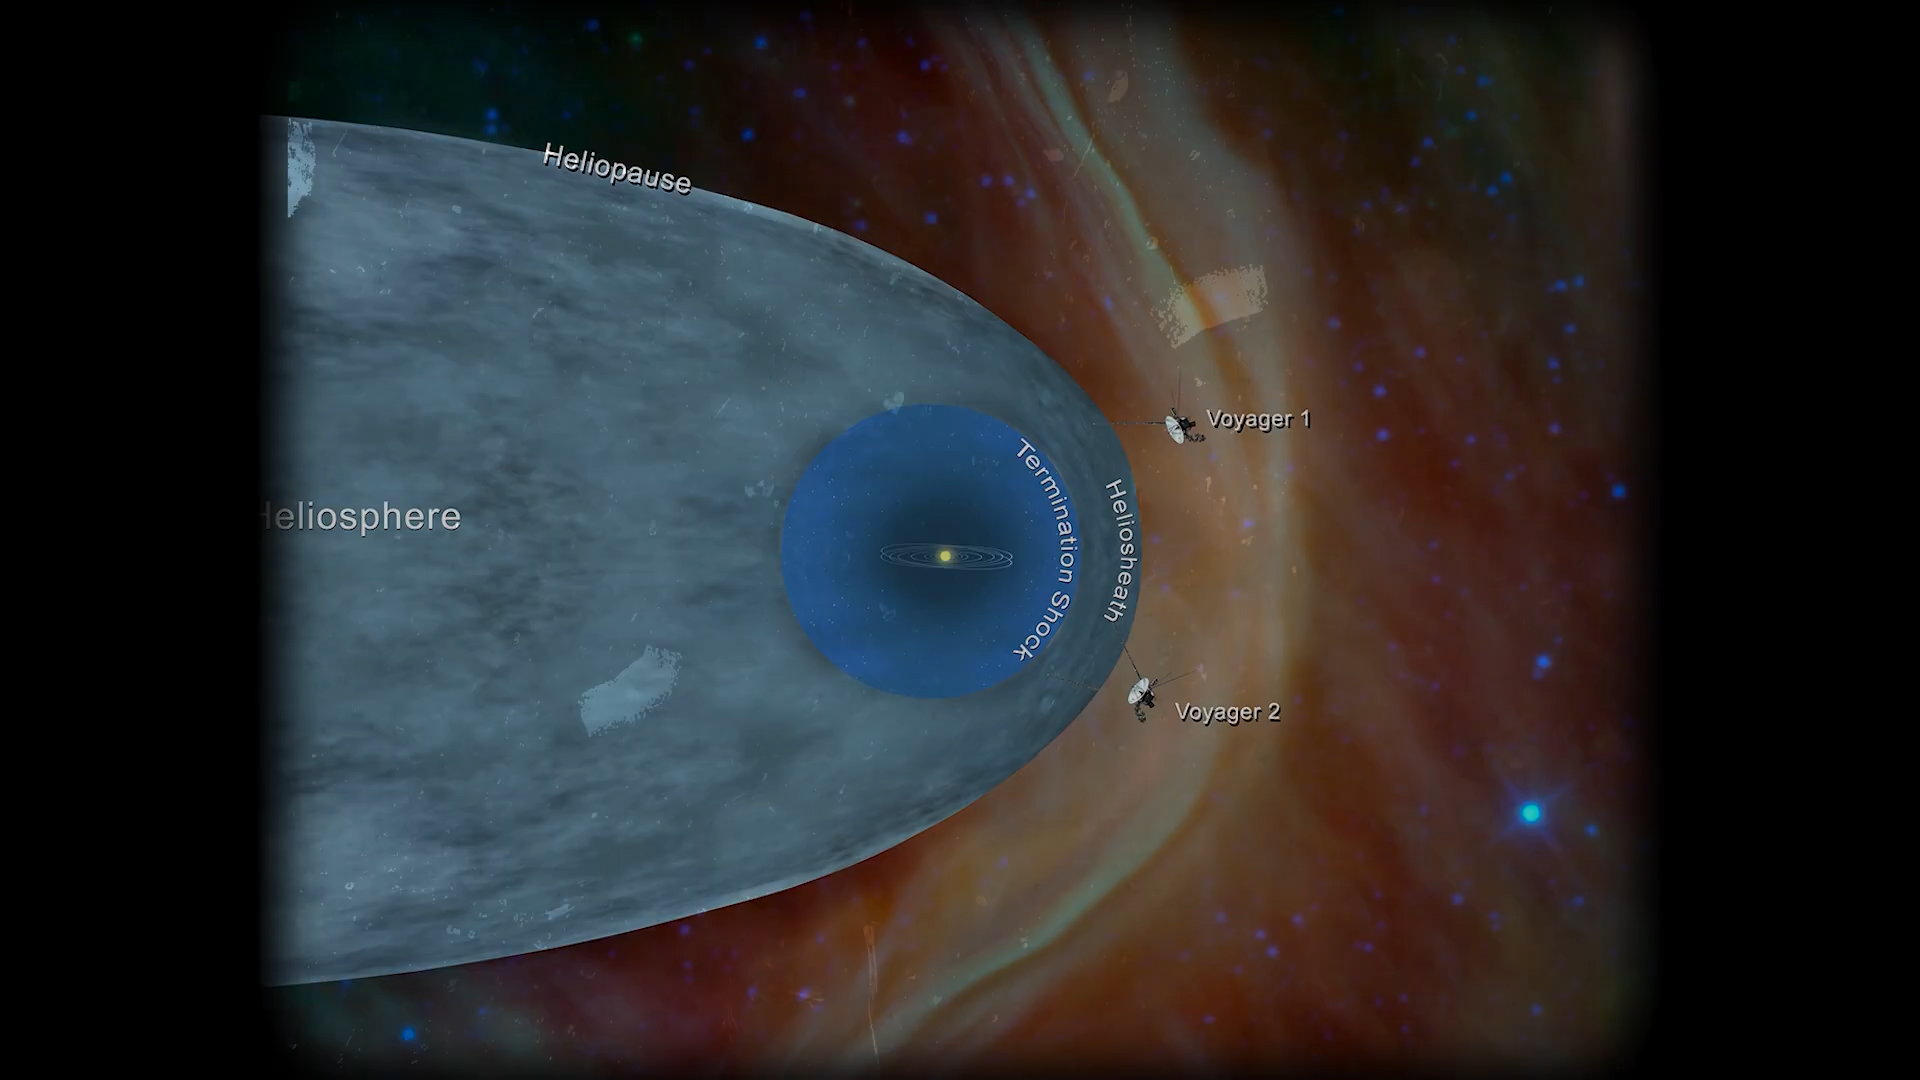 Heliopause
Voyager 1
Termination Shock
Heliosheath
Heliosphere
Voyager 2